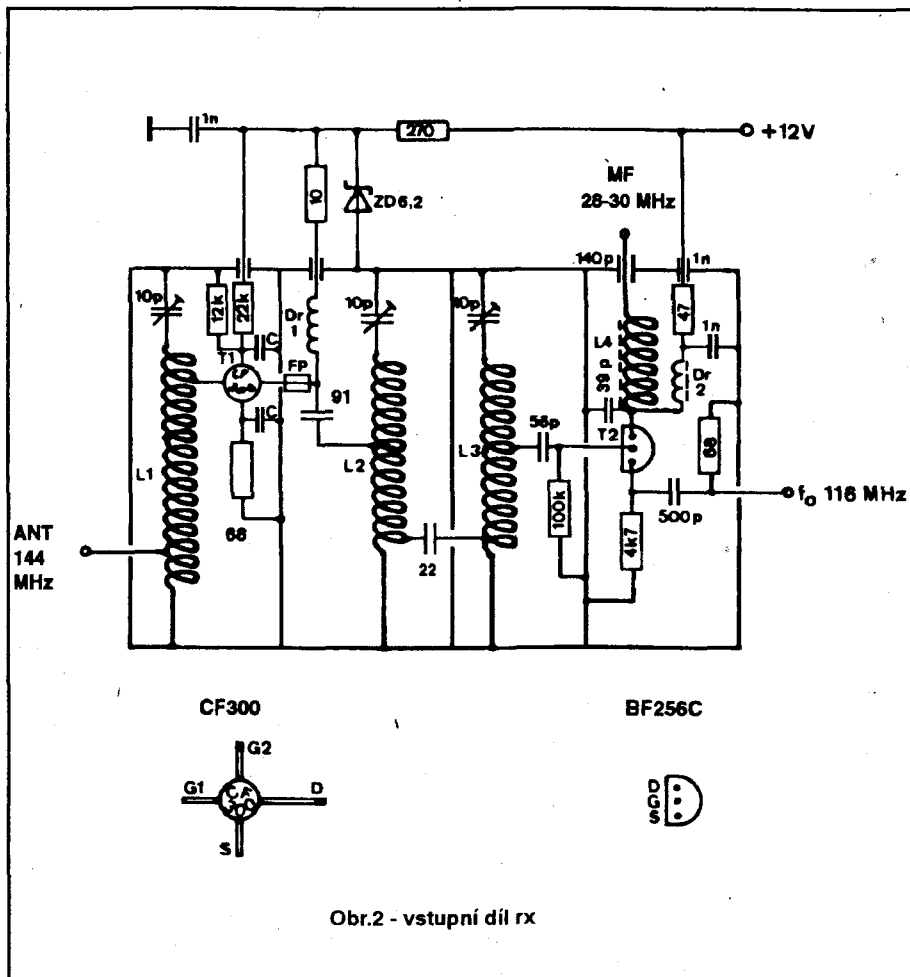 1n
270
+12V
10
ZD6,2
MF
28-30 MHz
140p
1n
10p
12k
22k
Dr
1
10p
10p
47
1n
T1
C
FP
L4
39p
Dr
2
91
C
56p
T2
68
L1
L2
L3
68
100k
500p
f₀ 116 MHz
4k7
22
ANT
144
MHz
CF300
BF256C
G2
G1
D
S
D
G
S
Obr.2 - vstupní díl rx